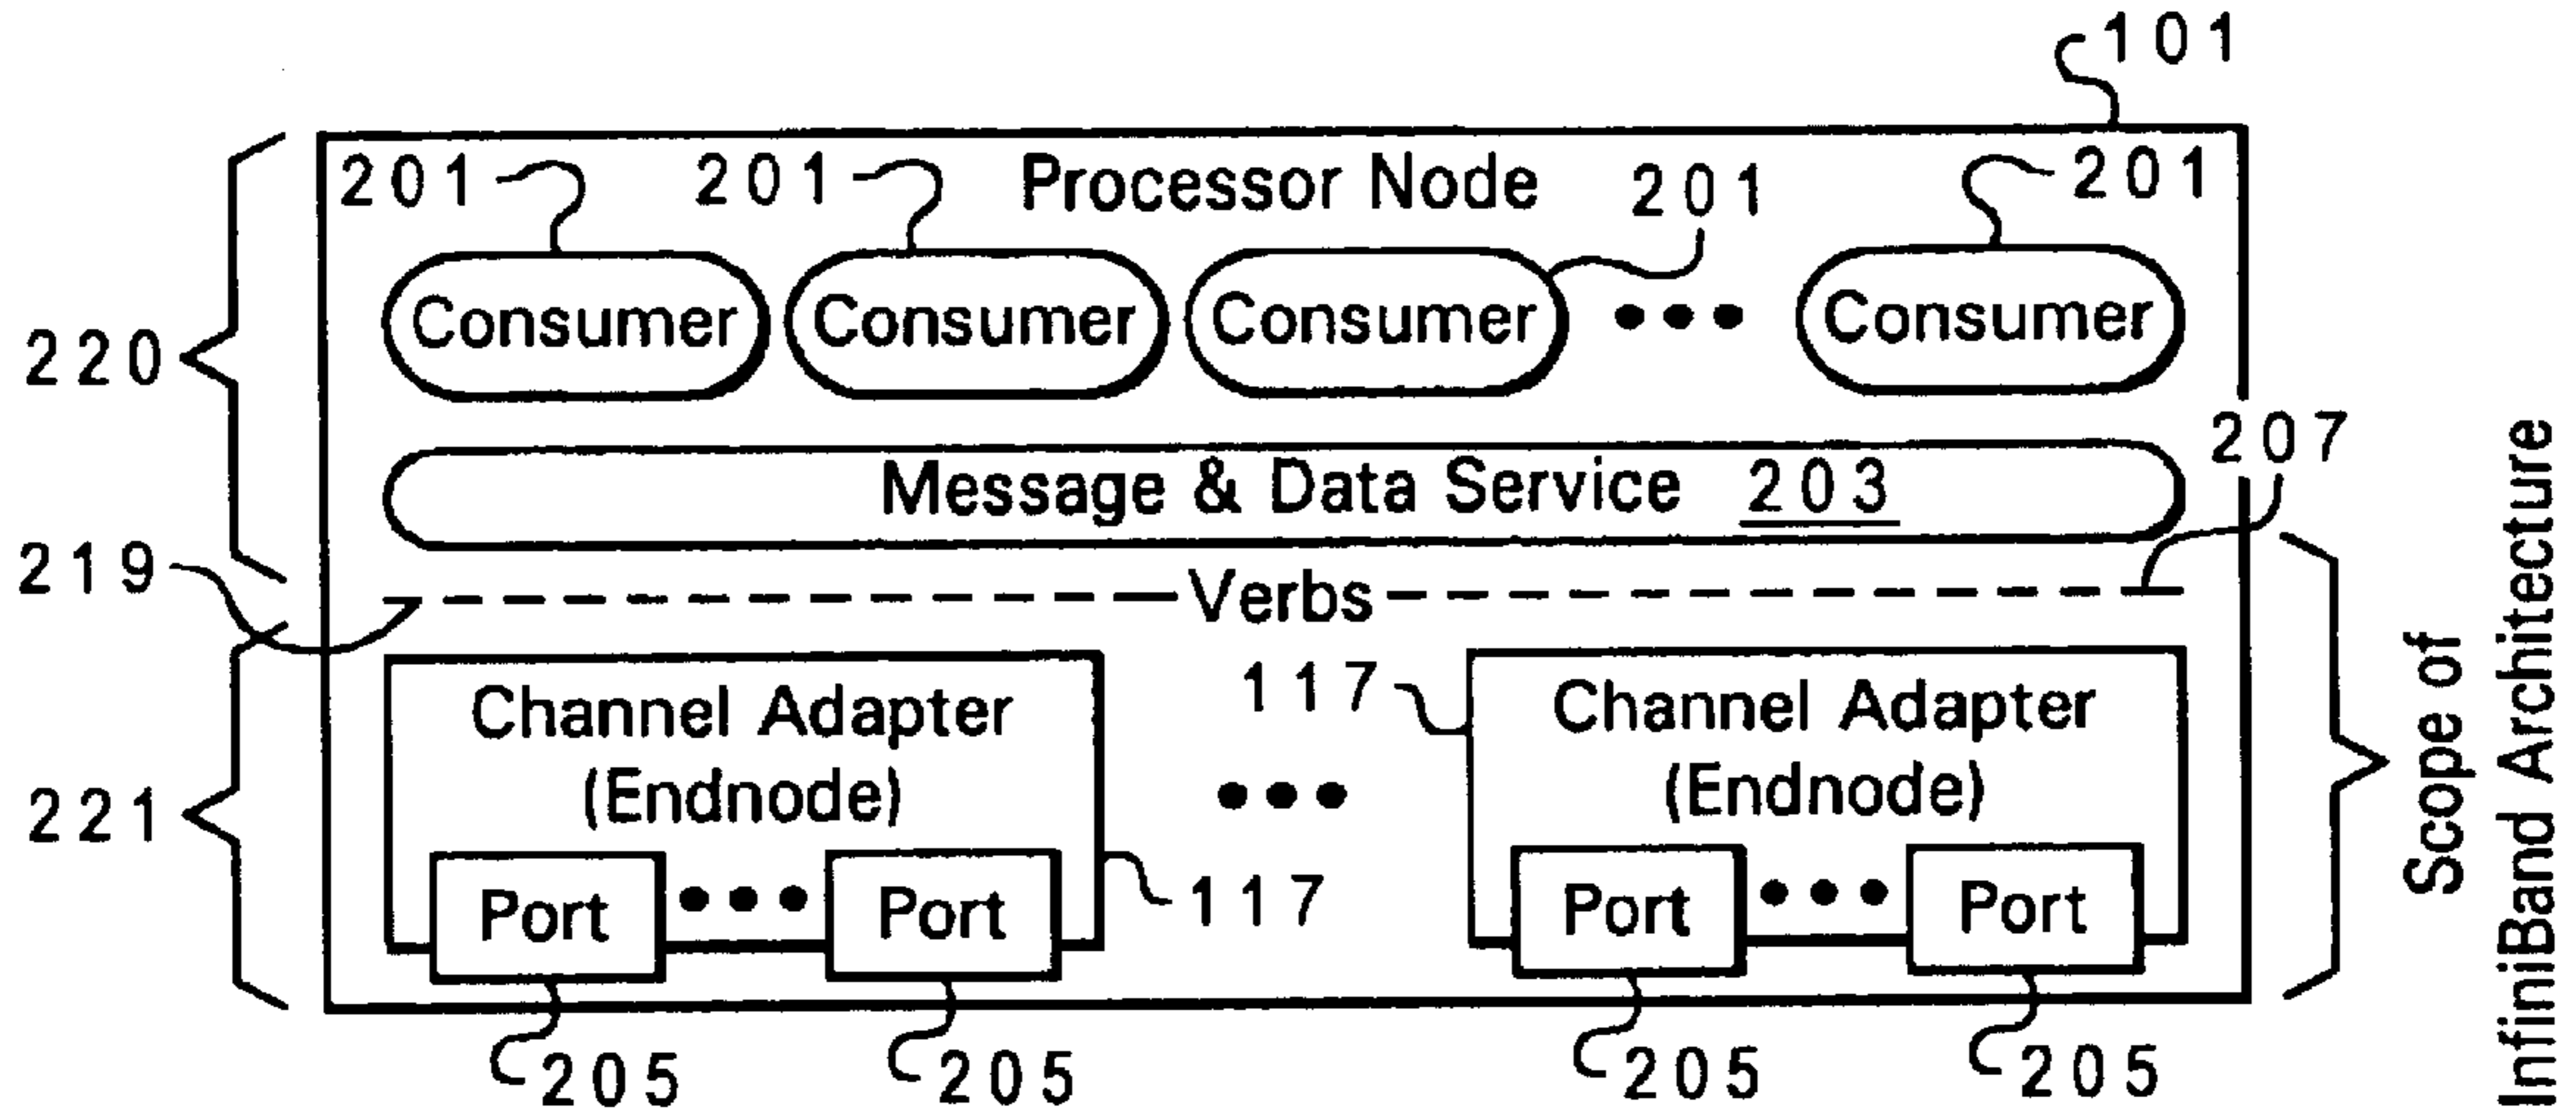 101
201 201 Processor Node 201 201
Consumer Consumer Consumer ••• Consumer
220
207
Message & Data Service 203
219
Verbs
Channel Adapter
(Endnode)
Port ••• Port
117
•••
117
Channel Adapter
(Endnode)
Port ••• Port
221
205 205 205 205
Scope of
InfiniBand Architecture